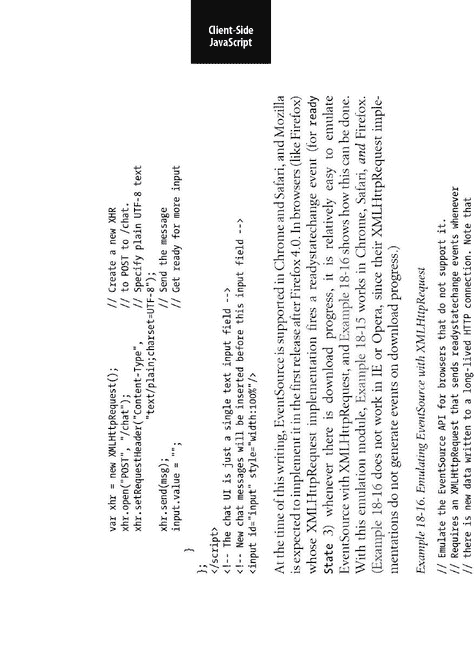 Client-Side
JavaScript
var xhr = new XMLHttpRequest(); // Create a new XHR
xhr.open("POST", "/chat"); // to POST to /chat.
xhr.setRequestHeader("Content-Type", // Specify plain UTF-8 text
"text/plain;charset=UTF-8");
xhr.send(msg); // Send the message
input.value = ""; // Get ready for more input
}
};
</script>
<!-- The chat UI is just a single text input field -->
<!-- New chat messages will be inserted before this input field -->
<input id="input" style="width:100%"/>
At the time of this writing, EventSource is supported in Chrome and Safari, and Mozilla
is expected to implement it in the first release after Firefox 4.0. In browsers (like Firefox)
whose XMLHttpRequest implementation fires a readystatechange event (for ready
State 3) whenever there is download progress, it is relatively easy to emulate
EventSource with XMLHttpRequest, and Example 18-16 shows how this can be done.
With this emulation module, Example 18-15 works in Chrome, Safari, and Firefox.
(Example 18-16 does not work in IE or Opera, since their XMLHttpRequest imple-
mentations do not generate events on download progress.)
Example 18-16. Emulating EventSource with XMLHttpRequest
// Emulate the EventSource API for browsers that do not support it.
// Requires an XMLHttpRequest that sends readystatechange events whenever
// there is new data written to a long-lived HTTP connection. Note that